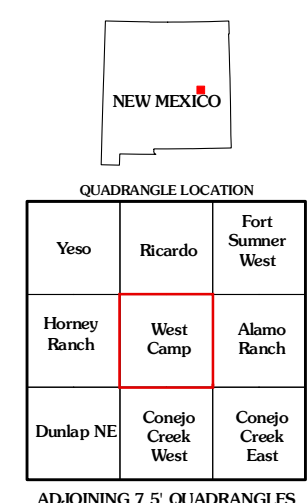 NEW MEXICO
QUADRANGLE LOCATION
Yeso
Ricardo
Fort
Sumner
West
Horney
Ranch
West
Camp
Alamo
Ranch
Dunlap NE
Conejo
Creek
West
Conejo
Creek
East
ADJOINING 7.5' QUADRANGLES